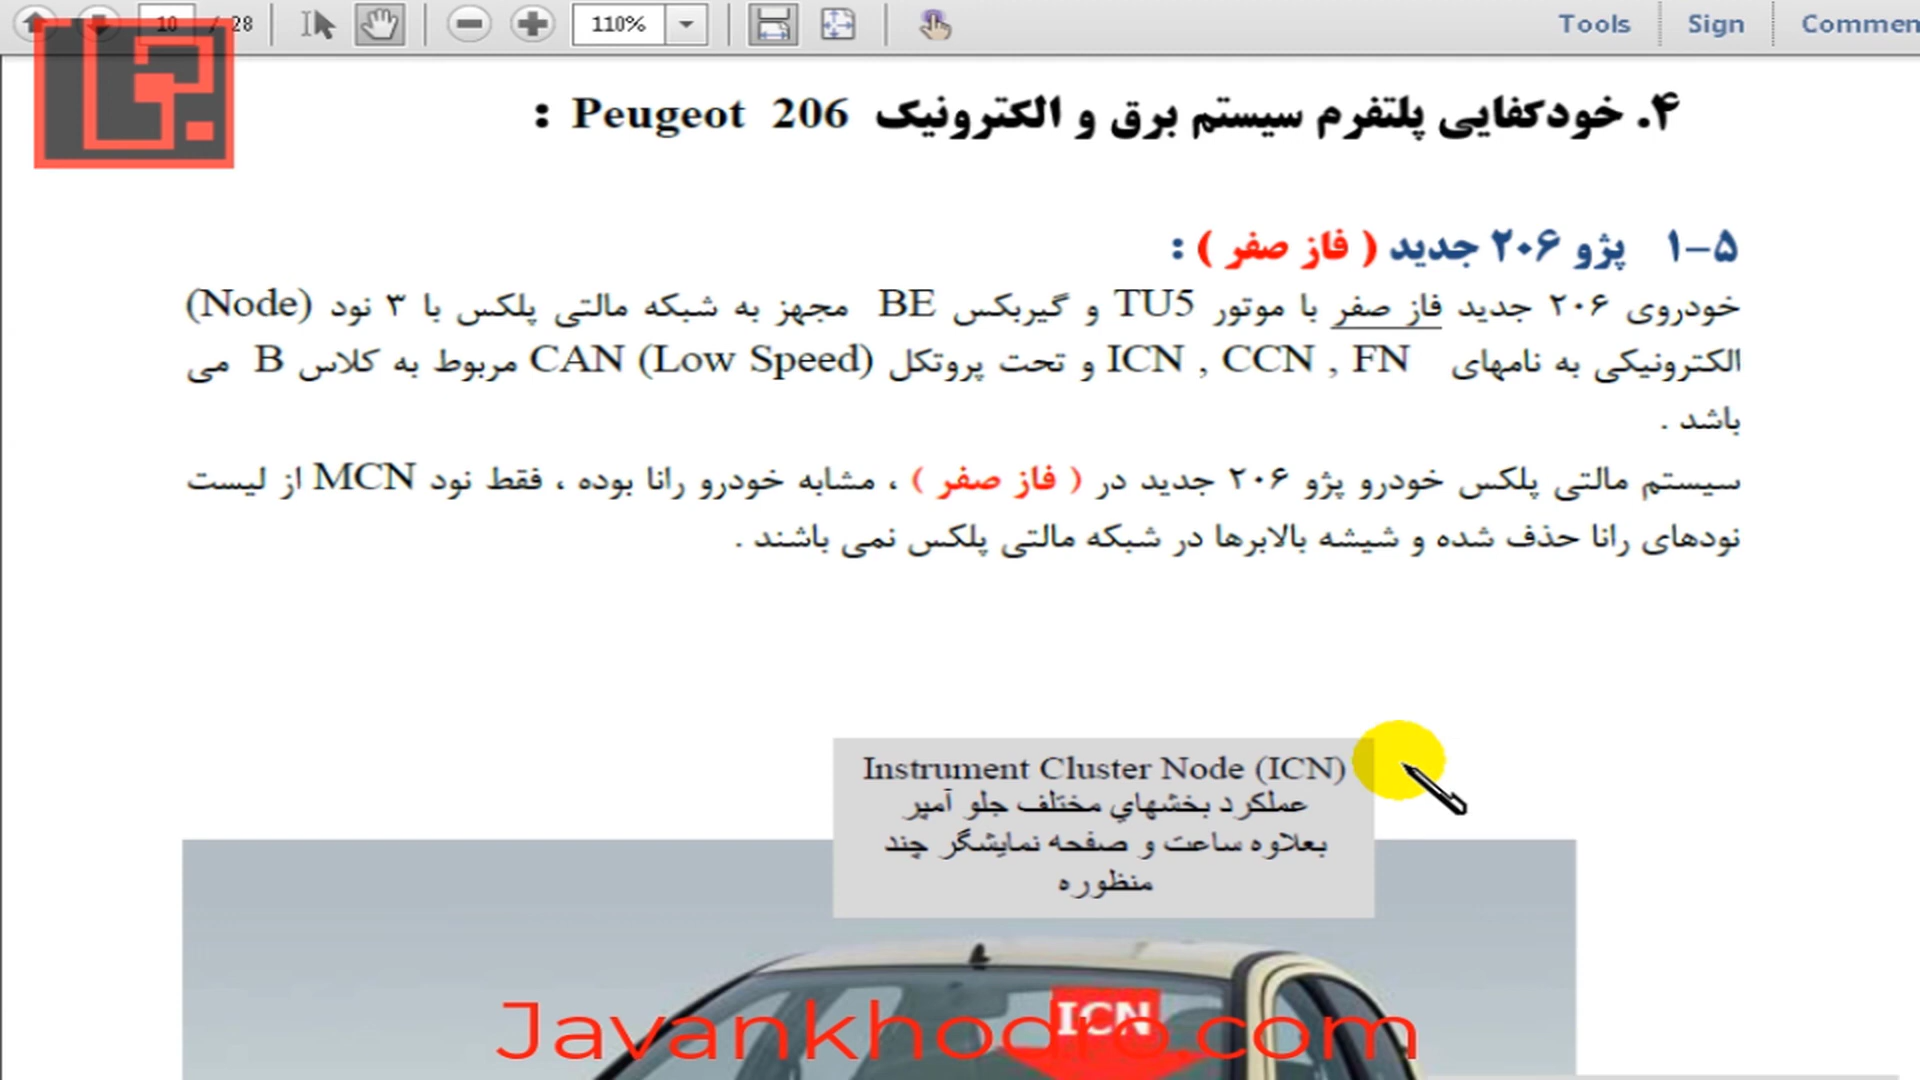 10 / 28
110%
Tools
Sign
Commen
۴. خودکفایی پلتفرم سیستم برق و الکترونیک Peugeot 206 :
۱-۵ پژو ۲۰۶ جدید ( فاز صفر ) :
خودروی ۲۰۶ جدید فاز صفر با موتور TU5 و گیربکس BE مجهز به شبکه مالتی پلکس با ۳ نود (Node)
الکترونیکی به نامهای ICN , CCN , FN و تحت پروتکل CAN (Low Speed) مربوط به کلاس B می
باشد .
سیستم مالتی پلکس خودرو پژو ۲۰۶ جدید در ( فاز صفر ) ، مشابه خودرو رانا بوده ، فقط نود MCN از لیست
نودهای رانا حذف شده و شیشه بالابرها در شبکه مالتی پلکس نمی باشند .
Instrument Cluster Node (ICN)
عملکرد بخشهاي مختلف جلو آمپر
بعلاوه ساعت و صفحه نمایشگر چند
منظوره
ICN
Javankhodro.com